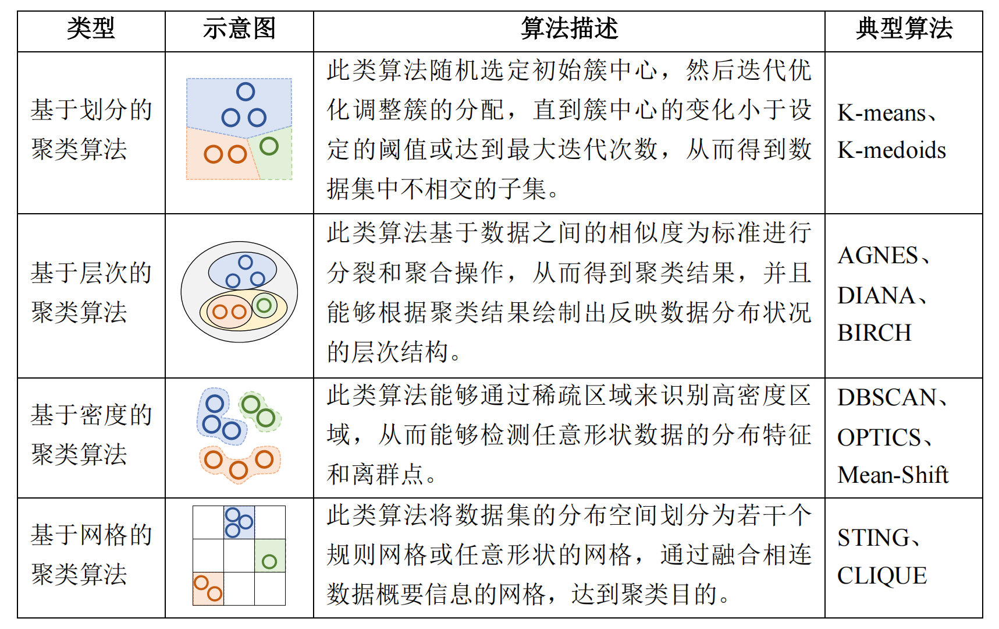 类型
示意图
算法描述
典型算法
基于划分的
聚类算法
此类算法随机选定初始簇中心，然后迭代优
化调整簇的分配，直到簇中心的变化小于设
定的阈值或达到最大迭代次数，从而得到数
据集中不相交的子集。
K-means、
K-medoids
基于层次的
聚类算法
此类算法基于数据之间的相似度为标准进行
分裂和聚合操作，从而得到聚类结果，并且
能够根据聚类结果绘制出反映数据分布状况
的层次结构。
AGNES、
DIANA、
BIRCH
基于密度的
聚类算法
此类算法能够通过稀疏区域来识别高密度区
域，从而能够检测任意形状数据的分布特征
和离群点。
DBSCAN、
OPTICS、
Mean-Shift
基于网格的
聚类算法
此类算法将数据集的分布空间划分为若干个
规则网格或任意形状的网格，通过融合相连
数据概要信息的网格，达到聚类目的。
STING、
CLIQUE